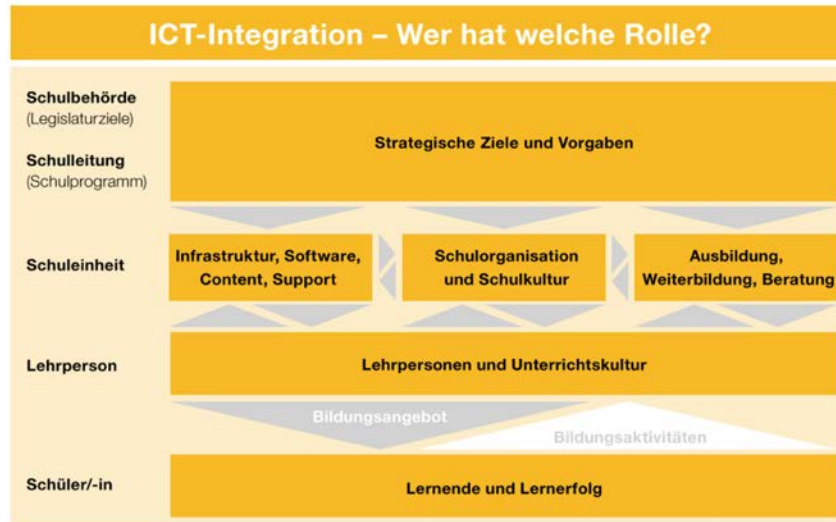 ICT-Integration – Wer hat welche Rolle?
Schulbehörde
(Legislaturziele)
Schulleitung
(Schulprogramm)
Strategische Ziele und Vorgaben
Schuleinheit
Infrastruktur, Software,
Content, Support
Schulorganisation
und Schulkultur
Ausbildung,
Weiterbildung, Beratung
Lehrperson
Lehrpersonen und Unterrichtskultur
Bildungsangebot
Bildungsaktivitäten
Schüler/-in
Lernende und Lernerfolg